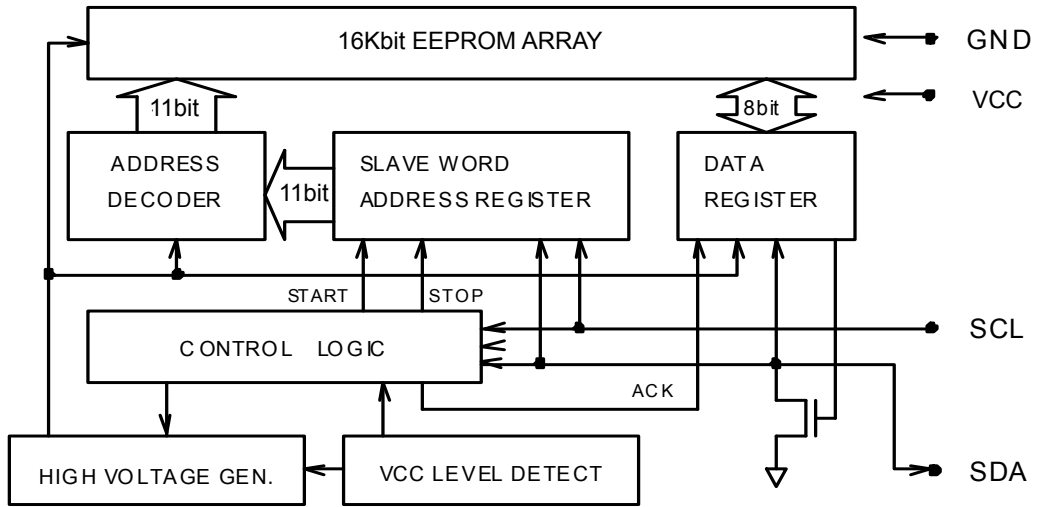 16Kbit EEPROM ARRAY
GND
VCC
11bit
8bit
ADDRESS
DECODER
11bit
SLAVE WORD
ADDRESS REGISTER
DATA
REGISTER
START
STOP
CONTROL LOGIC
SCL
ACK
HIGH VOLTAGE GEN.
VCC LEVEL DETECT
SDA